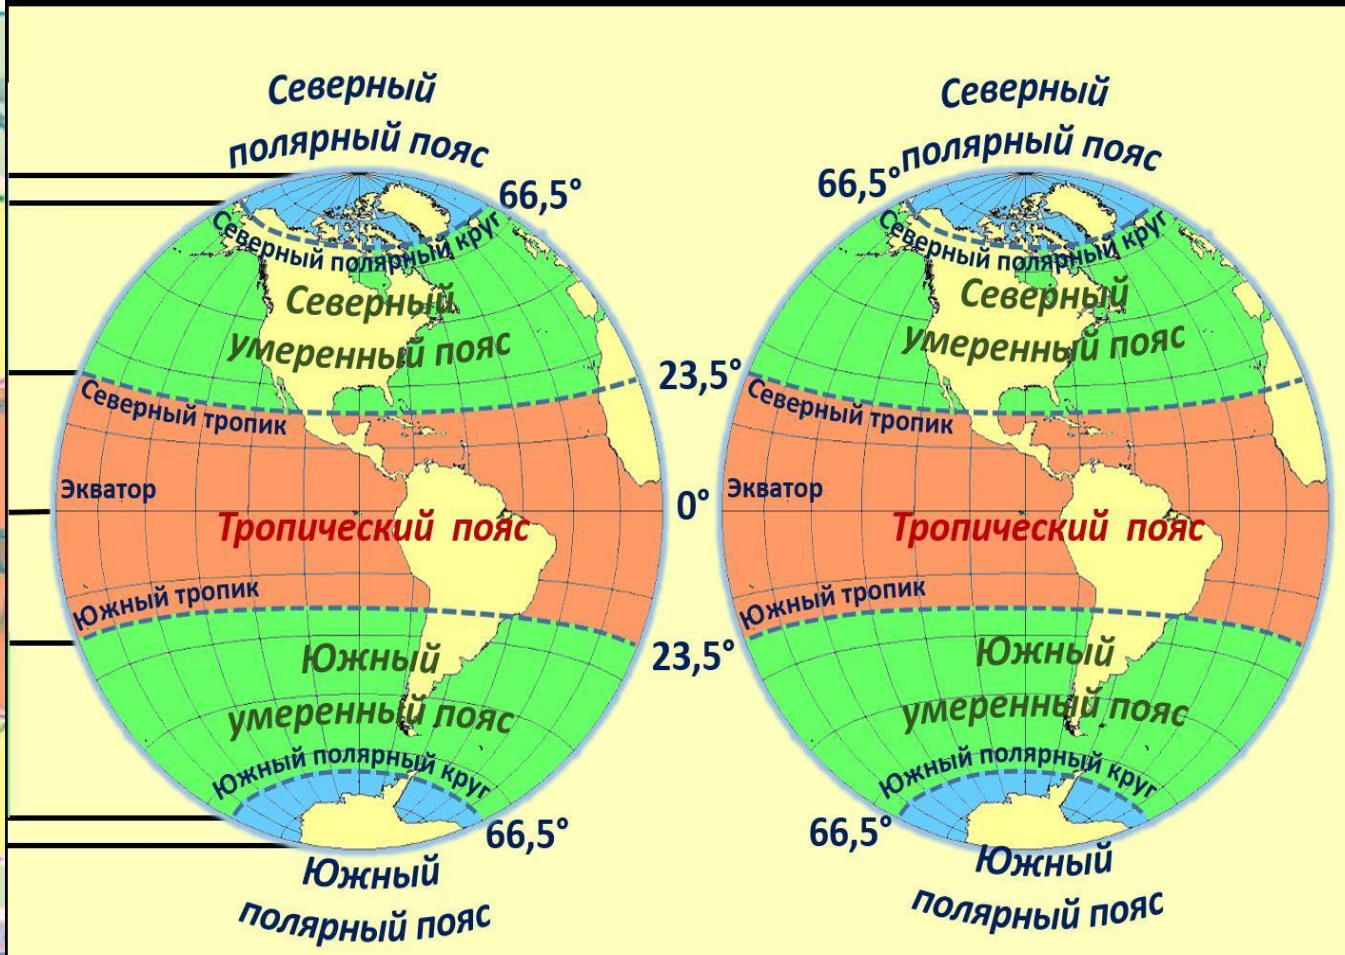 Северный
полярный пояс
66,5°
Северный полярный круг
Северный
умеренный пояс
23,5°
Северный тропик
Экватор
0°
Тропический пояс
Южный тропик
23,5°
Южный
умеренный пояс
Южный полярный круг
66,5°
Южный
полярный пояс
Северный
полярный пояс
66,5°
Северный полярный круг
Северный
умеренный пояс
Северный тропик
Экватор
Тропический пояс
Южный тропик
Южный
умеренный пояс
Южный полярный круг
66,5°
Южный
полярный пояс